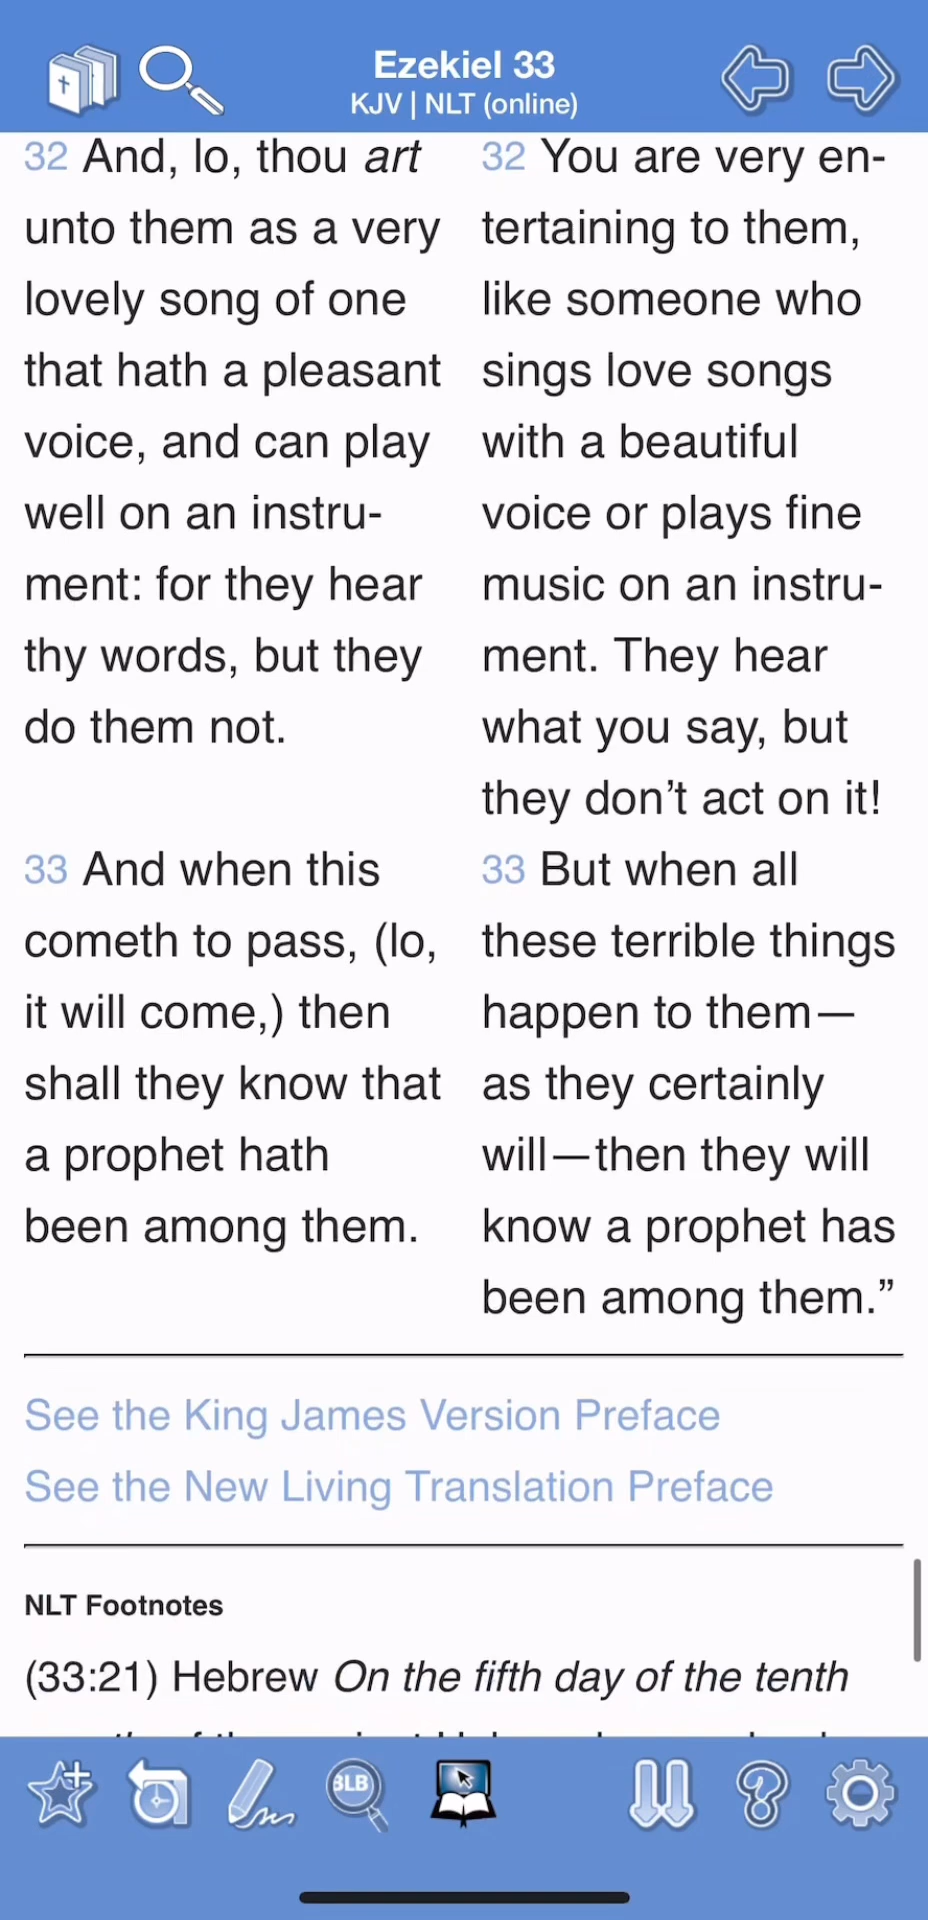 Ezekiel 33
KJV | NLT (online)
32 And, lo, thou art
unto them as a very
lovely song of one
that hath a pleasant
voice, and can play
well on an instru-
ment: for they hear
thy words, but they
do them not.
33 And when this
cometh to pass, (lo,
it will come,) then
shall they know that
a prophet hath
been among them.
32 You are very en-
tertaining to them,
like someone who
sings love songs
with a beautiful
voice or plays fine
music on an instru-
ment. They hear
what you say, but
they don’t act on it!
33 But when all
these terrible things
happen to them—
as they certainly
will—then they will
know a prophet has
been among them.”
See the King James Version Preface
See the New Living Translation Preface
NLT Footnotes
(33:21) Hebrew On the fifth day of the tenth
BLB